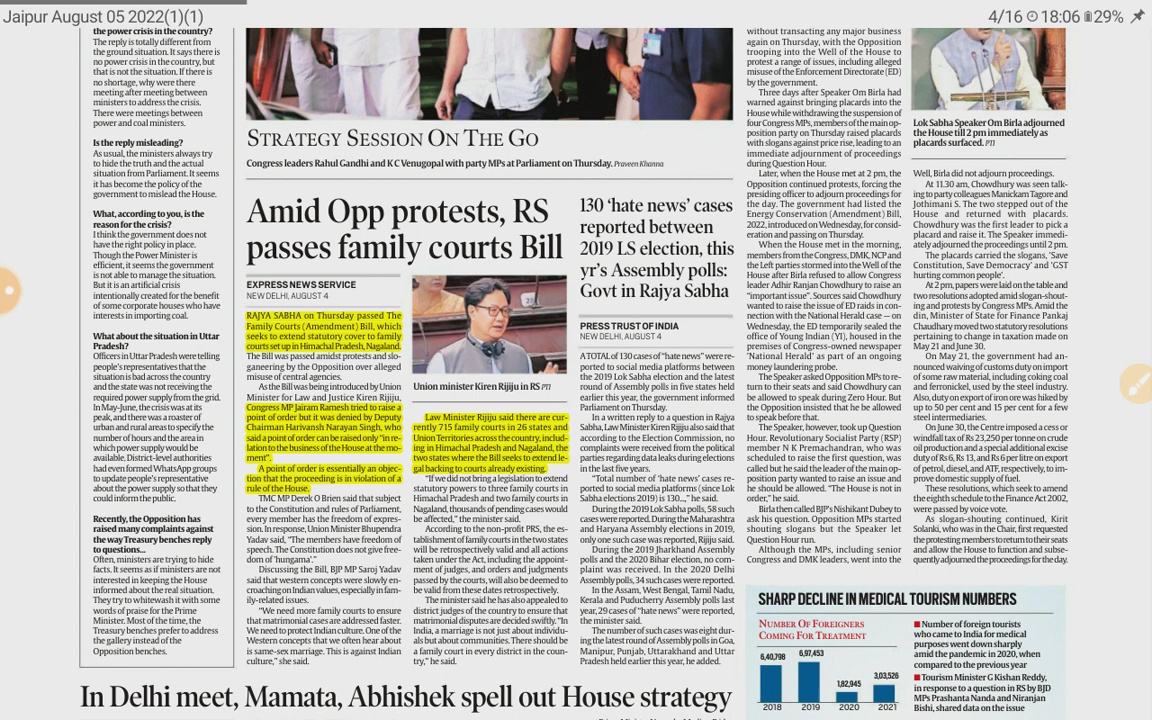 Jaipur August 05 2022(1)(1)
4/16 18:06 29%
the power crisis in the country?
The reply is totally different from
the ground situation. It says there is
no power crisis in the country, but
that is not the situation. If there is
no shortage, why were there
meeting after meeting between
ministers to address the crisis.
There were meetings between
power and coal ministers.
Is the reply misleading?
As usual, the ministers always try
to hide the truth and the actual
situation from Parliament. It seems
it has become the policy of the
government to mislead the House.
What, according to you, is the
reason for the crisis?
I think the government does not
have the right policy in place.
Though the Power Minister is
efficient, it seems the government
is not able to manage the situation.
But it is an artificial crisis
intentionally created for the benefit
of some corporate houses who have
interests in importing coal.
What about the situation in Uttar
Pradesh?
Officers in Uttar Pradesh were telling
people's representatives that the
situation is bad across the country
and the state was not receiving the
required power supply from the grid.
In May-June, the crisis was at its
peak, and there was a roaster of
urban and rural areas to specify the
number of hours and the area in
which power supply would be
available. District-level authorities
had even formed WhatsApp groups
to update people's representative
about the power supply so that they
could inform the public.
Recently, the Opposition has
raised many complaints against
the way Treasury benches reply
to questions...
Often, ministers are trying to hide
facts. It seems as if ministers are not
interested in keeping the House
informed about the real situation.
They try to whitewash it with some
words of praise for the Prime
Minister. Most of the time, the
Treasury benches prefer to address
the gallery instead of the
Opposition benches.
STRATEGY SESSION ON THE GO
Congress leaders Rahul Gandhi and K C Venugopal with party MPs at Parliament on Thursday. Praveen Khanna
Amid Opp protests, RS
passes family courts Bill
EXPRESS NEWS SERVICE
NEW DELHI, AUGUST 4
RAJYA SABHA on Thursday passed The
Family Courts (Amendment) Bill, which
seeks to extend statutory cover to family
courts set up in Himachal Pradesh, Nagaland.
The Bill was passed amidst protests and slo-
ganeering by the Opposition over alleged
misuse of central agencies.
As the Bill was being introduced by Union
Minister for Law and Justice Kiren Rijiju,
Congress MP Jairam Ramesh tried to raise a
point of order but it was denied by Deputy
Chairman Harivansh Narayan Singh, who
said a point of order can be raised only "in re-
lation to the business of the House at the mo-
ment".
A point of order is essentially an objec-
tion that the proceeding is in violation of a
rule of the House.
TMC MP Derek O Brien said that subject
to the Constitution and rules of Parliament,
every member has the freedom of expres-
sion. In response, Union Minister Bhupendra
Yadav said, "The members have freedom of
speech. The Constitution does not give free-
dom of 'hungama'."
Discussing the Bill, BJP MP Saroj Yadav
said that western concepts were slowly en-
croaching on Indian values, especially in fam-
ily-related issues.
"We need more family courts to ensure
that matrimonial cases are addressed faster.
We need to protect Indian culture. One of the
Western concepts that we often hear about
is same-sex marriage. This is against Indian
culture," she said.
Union minister Kiren Rijiju in RS PTI
Law Minister Rijiju said there are cur-
rently 715 family courts in 26 states and
Union Territories across the country, includ-
ing in Himachal Pradesh and Nagaland, the
two states where the Bill seeks to extend le-
gal backing to courts already existing.
"If we did not bring a legislation to extend
statutory powers to three family courts in
Himachal Pradesh and two family courts in
Nagaland, thousands of pending cases would
be affected," the minister said.
According to the non-profit PRS, the es-
tablishment of family courts in the two states
will be retrospectively valid and all actions
taken under the Act, including the appoint-
ment of judges, and orders and judgments
passed by the courts, will also be deemed to
be valid from these dates retrospectively.
The minister said he has also appealed to
district judges of the country to ensure that
matrimonial disputes are decided swiftly. "In
India, a marriage is not just about individu-
als but about communities. There should be
a family court in every district in the coun-
try," he said.
130 'hate news' cases
reported between
2019 LS election, this
yr's Assembly polls:
Govt in Rajya Sabha
PRESS TRUST OF INDIA
NEW DELHI, AUGUST 4
A TOTAL of 130 cases of "hate news" were re-
ported to social media platforms between
the 2019 Lok Sabha election and the latest
round of Assembly polls in five states held
earlier this year, the government informed
Parliament on Thursday.
In a written reply to a question in Rajya
Sabha, Law Minister Kiren Rijiju also said that
according to the Election Commission, no
complaints were received from the political
parties regarding data leaks during elections
in the last five years.
"Total number of "hate news" cases re-
ported to social media platforms (since Lok
Sabha elections 2019) is 130...," he said.
During the 2019 Lok Sabha polls, 58 such
cases were reported. During the Maharashtra
and Haryana Assembly elections in 2019,
only one such case was reported, Rijiju said.
During the 2019 Jharkhand Assembly
polls and the 2020 Bihar election, no com-
plaint was received. In the 2020 Delhi
Assembly polls, 34 such cases were reported.
In the Assam, West Bengal, Tamil Nadu,
Kerala and Puducherry Assembly polls last
year, 29 cases of "hate news" were reported,
the minister said.
The number of such cases was eight dur-
ing the latest round of Assembly polls in Goa,
Manipur, Punjab, Uttarakhand and Uttar
Pradesh held earlier this year, he added.
without transacting any major business
again on Thursday, with the Opposition
trooping into the Well of the House to
protest a range of issues, including alleged
misuse of the Enforcement Directorate (ED)
by the government.
Three days after Speaker Om Birla had
warned against bringing placards into the
House while withdrawing the suspension of
four Congress MPs, members of the main op-
position party on Thursday raised placards
with slogans against price rise, leading to an
immediate adjournment of proceedings
during Question Hour.
Later, when the House met at 2 pm, the
Opposition continued protests, forcing the
presiding officer to adjourn proceedings for
the day. The government had listed the
Energy Conservation (Amendment) Bill,
2022, introduced on Wednesday, for consid-
eration and passing on Thursday.
When the House met in the morning,
members from the Congress, DMK, NCP and
the Left parties stormed into the Well of the
House after Birla refused to allow Congress
leader Adhir Ranjan Chowdhury to raise an
"important issue". Sources said Chowdhury
wanted to raise the issue of ED raids in con-
nection with the National Herald case — on
Wednesday, the ED temporarily sealed the
office of Young Indian (YI), housed in the
premises of Congress-owned newspaper
'National Herald' as part of an ongoing
money laundering probe.
The Speaker asked Opposition MPs to re-
turn to their seats and said Chowdhury can
be allowed to speak during Zero Hour. But
the Opposition insisted that he be allowed
to speak before that.
The Speaker, however, took up Question
Hour. Revolutionary Socialist Party (RSP)
member N K Premachandran, who was
scheduled to raise the first question, was
called but he said the leader of the main op-
position party wanted to raise an issue and
he should be allowed. "The House is not in
order," he said.
Birla then called BJP's Nishikant Dubey to
ask his question. Opposition MPs started
shouting slogans but the Speaker let
Question Hour run.
Although the MPs, including senior
Congress and DMK leaders, went into the
Lok Sabha Speaker Om Birla adjourned
the House till 2 pm immediately as
placards surfaced. PTI
Well, Birla did not adjourn proceedings.
At 11.30 am, Chowdhury was seen talk-
ing to party colleagues Manickam Tagore and
Jothimani S. The two stepped out of the
House and returned with placards.
Chowdhury was the first leader to pick a
placard and raise it. The Speaker immedi-
ately adjourned the proceedings until 2 pm.
The placards carried the slogans, 'Save
Constitution, Save Democracy' and 'GST
hurting common people'.
At 2 pm, papers were laid on the table and
two resolutions adopted amid slogan-shout-
ing and protests by Congress MPs. Amid the
din, Minister of State for Finance Pankaj
Chaudhary moved two statutory resolutions
pertaining to change in taxation made on
May 21 and June 30.
On May 21, the government had an-
nounced waiving of customs duty on import
of some raw material, including coking coal
and ferronickel, used by the steel industry.
Also, duty on export of iron ore was hiked by
up to 50 per cent and 15 per cent for a few
steel intermediaries.
On June 30, the Centre imposed a cess or
windfall tax of Rs 23,250 per tonne on crude
oil production and a special additional excise
duty of Rs 6, Rs 13, and Rs 6 per litre on export
of petrol, diesel, and ATF, respectively, to im-
prove domestic supply of fuel.
These resolutions, which seek to amend
the eighth schedule to the Finance Act 2002,
were passed by voice vote.
As slogan-shouting continued, Kirit
Solanki, who was in the Chair, first requested
the protesting members to return to their seats
and allow the House to function and subse-
quently adjourned proceedings for the day.
SHARP DECLINE IN MEDICAL TOURISM NUMBERS
NUMBER OF FOREIGNERS
COMING FOR TREATMENT
6,40,798 6,97,453 1,82,945 3,03,526
2018 2019 2020 2021
Number of foreign tourists
who came to India for medical
purposes went down sharply
amid the pandemic in 2020, when
compared to the previous year
Tourism Minister G Kishan Reddy,
in response to a question in RS by BJD
MPs Prashanta Nanda and Niranjan
Bishi, shared data on the issue
In Delhi meet, Mamata, Abhishek spell out House strategy